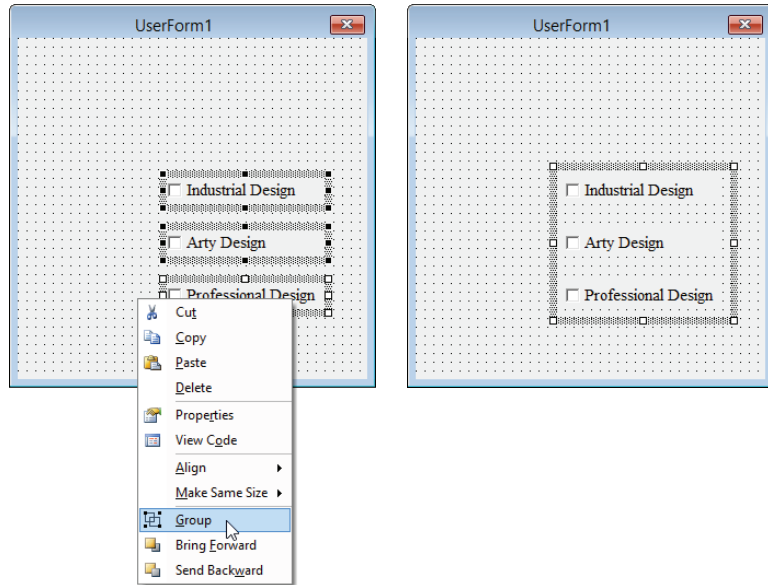 UserForm1
Industrial Design
Arty Design
Professional Design
Cut
Copy
Paste
Delete
Properties
View Code
Align
Make Same Size
Group
Bring Forward
Send Backward
UserForm1
Industrial Design
Arty Design
Professional Design